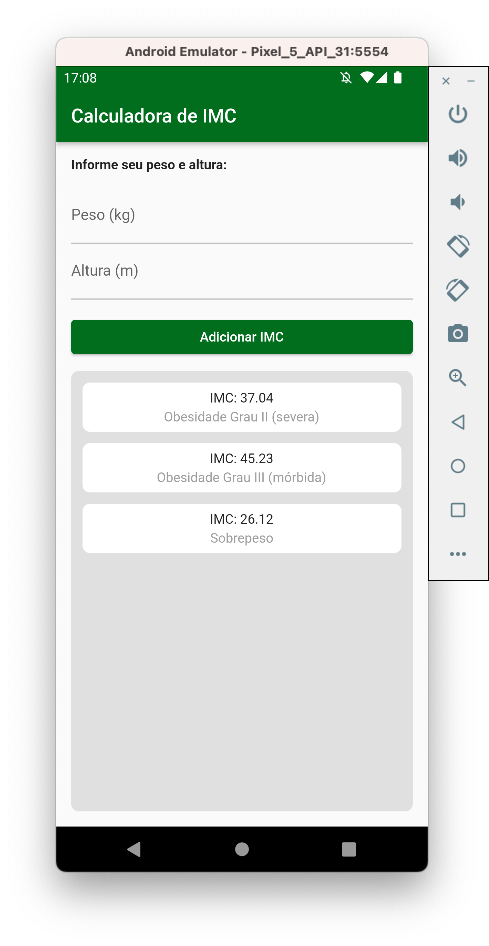 Android Emulator - Pixel_5_API_31:5554
17:08
Calculadora de IMC
Informe seu peso e altura:
Peso (kg)
Altura (m)
Adicionar IMC
IMC: 37.04
Obesidade Grau II (severa)
IMC: 45.23
Obesidade Grau III (mórbida)
IMC: 26.12
Sobrepeso